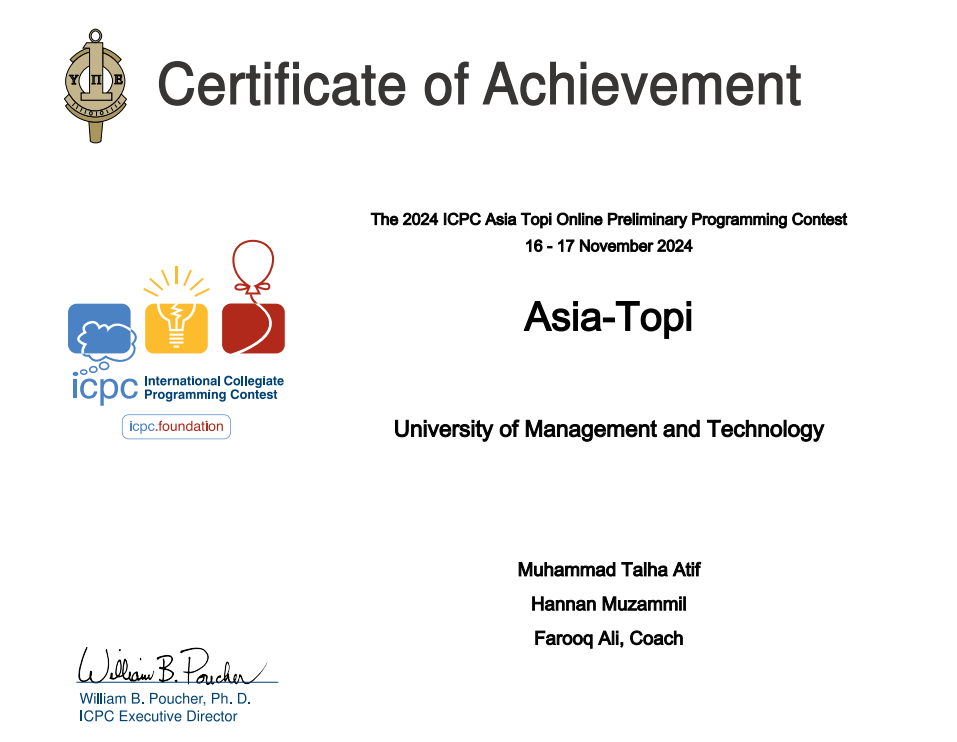 Certificate of Achievement
Υ Π Ε
The 2024 ICPC Asia Topi Online Preliminary Programming Contest
16 - 17 November 2024
Asia-Topi
icpc International Collegiate
Programming Contest
icpc.foundation
University of Management and Technology
Muhammad Talha Atif
Hannan Muzammil
Farooq Ali, Coach
William B. Poucher
William B. Poucher, Ph. D.
ICPC Executive Director